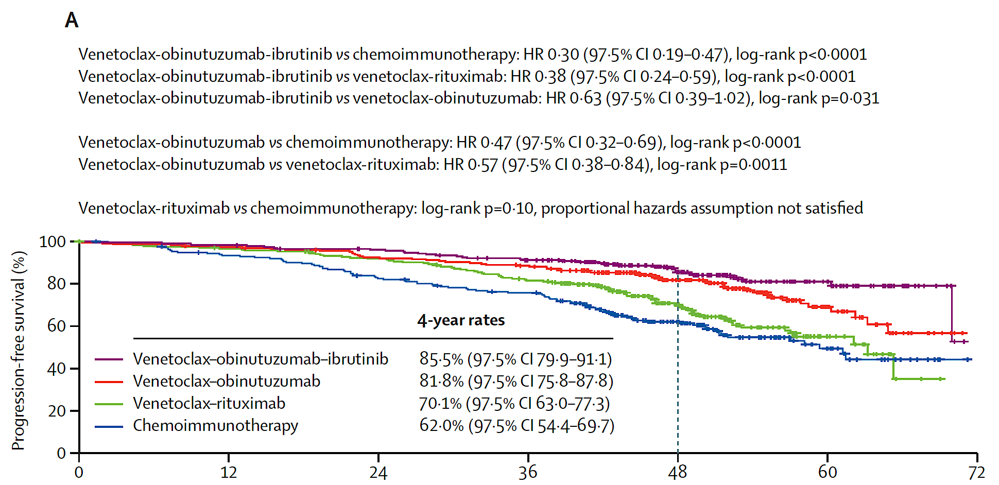 A
Venetoclax-obinutuzumab-ibrutinib vs chemoimmunotherapy: HR 0·30 (97·5% CI 0·19–0·47), log-rank p<0·0001
Venetoclax-obinutuzumab-ibrutinib vs venetoclax-rituximab: HR 0·38 (97·5% CI 0·24–0·59), log-rank p<0·0001
Venetoclax-obinutuzumab-ibrutinib vs venetoclax-obinutuzumab: HR 0·63 (97·5% CI 0·39–1·02), log-rank p=0·031
Venetoclax-obinutuzumab vs chemoimmunotherapy: HR 0·47 (97·5% CI 0·32–0·69), log-rank p<0·0001
Venetoclax-obinutuzumab vs venetoclax-rituximab: HR 0·57 (97·5% CI 0·38–0·84), log-rank p=0·0011
Venetoclax-rituximab vs chemoimmunotherapy: log-rank p=0·10, proportional hazards assumption not satisfied
Progression-free survival (%)
100
80
60
40
20
0
4-year rates
Venetoclax–obinutuzumab–ibrutinib 85·5% (97·5% CI 79·9–91·1)
Venetoclax–obinutuzumab 81·8% (97·5% CI 75·8–87·8)
Venetoclax–rituximab 70·1% (97·5% CI 63·0–77·3)
Chemoimmunotherapy 62·0% (97·5% CI 54·4–69·7)
0 12 24 36 48 60 72